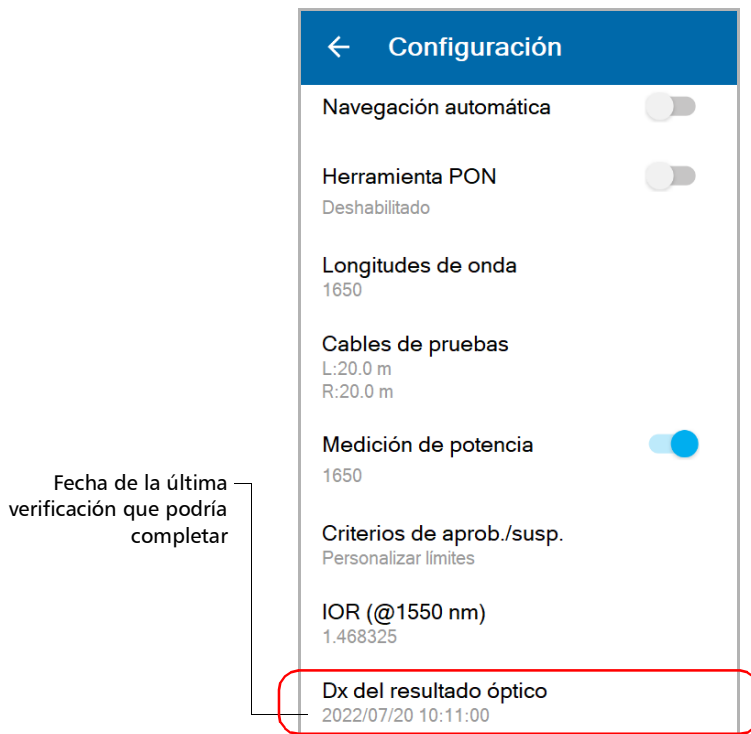 Configuración
Navegación automática
Herramienta PON
Deshabilitado
Longitudes de onda
1650
Cables de pruebas
L:20.0 m
R:20.0 m
Medición de potencia
1650
Fecha de la última
verificación que podría
completar
Criterios de aprob./susp.
Personalizar límites
IOR (@1550 nm)
1.468325
Dx del resultado óptico
2022/07/20 10:11:00